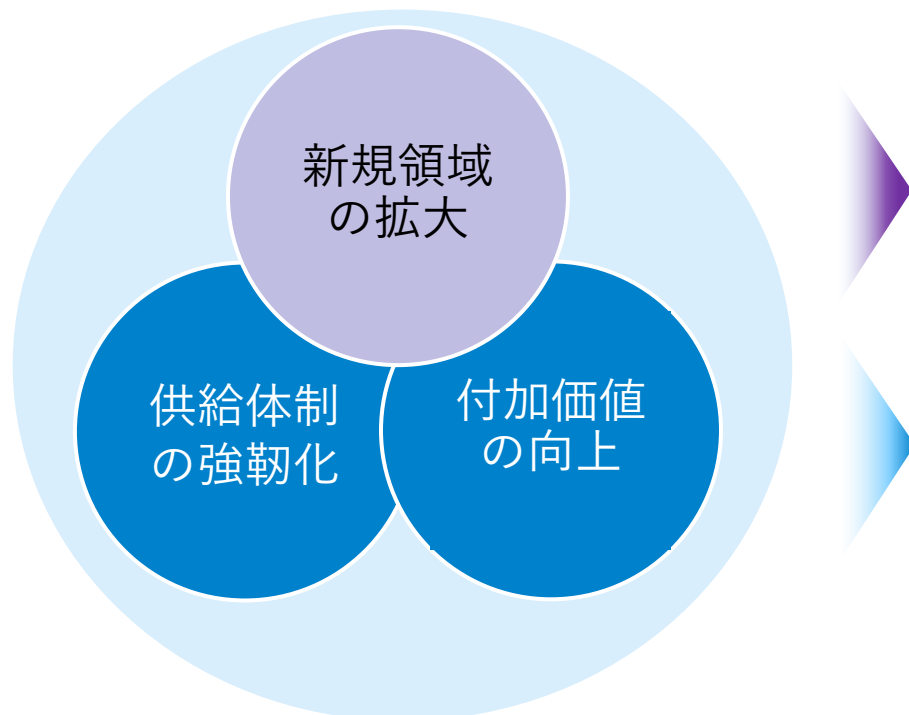 新規領域
の拡大
供給体制
の強靭化
付加価値
の向上